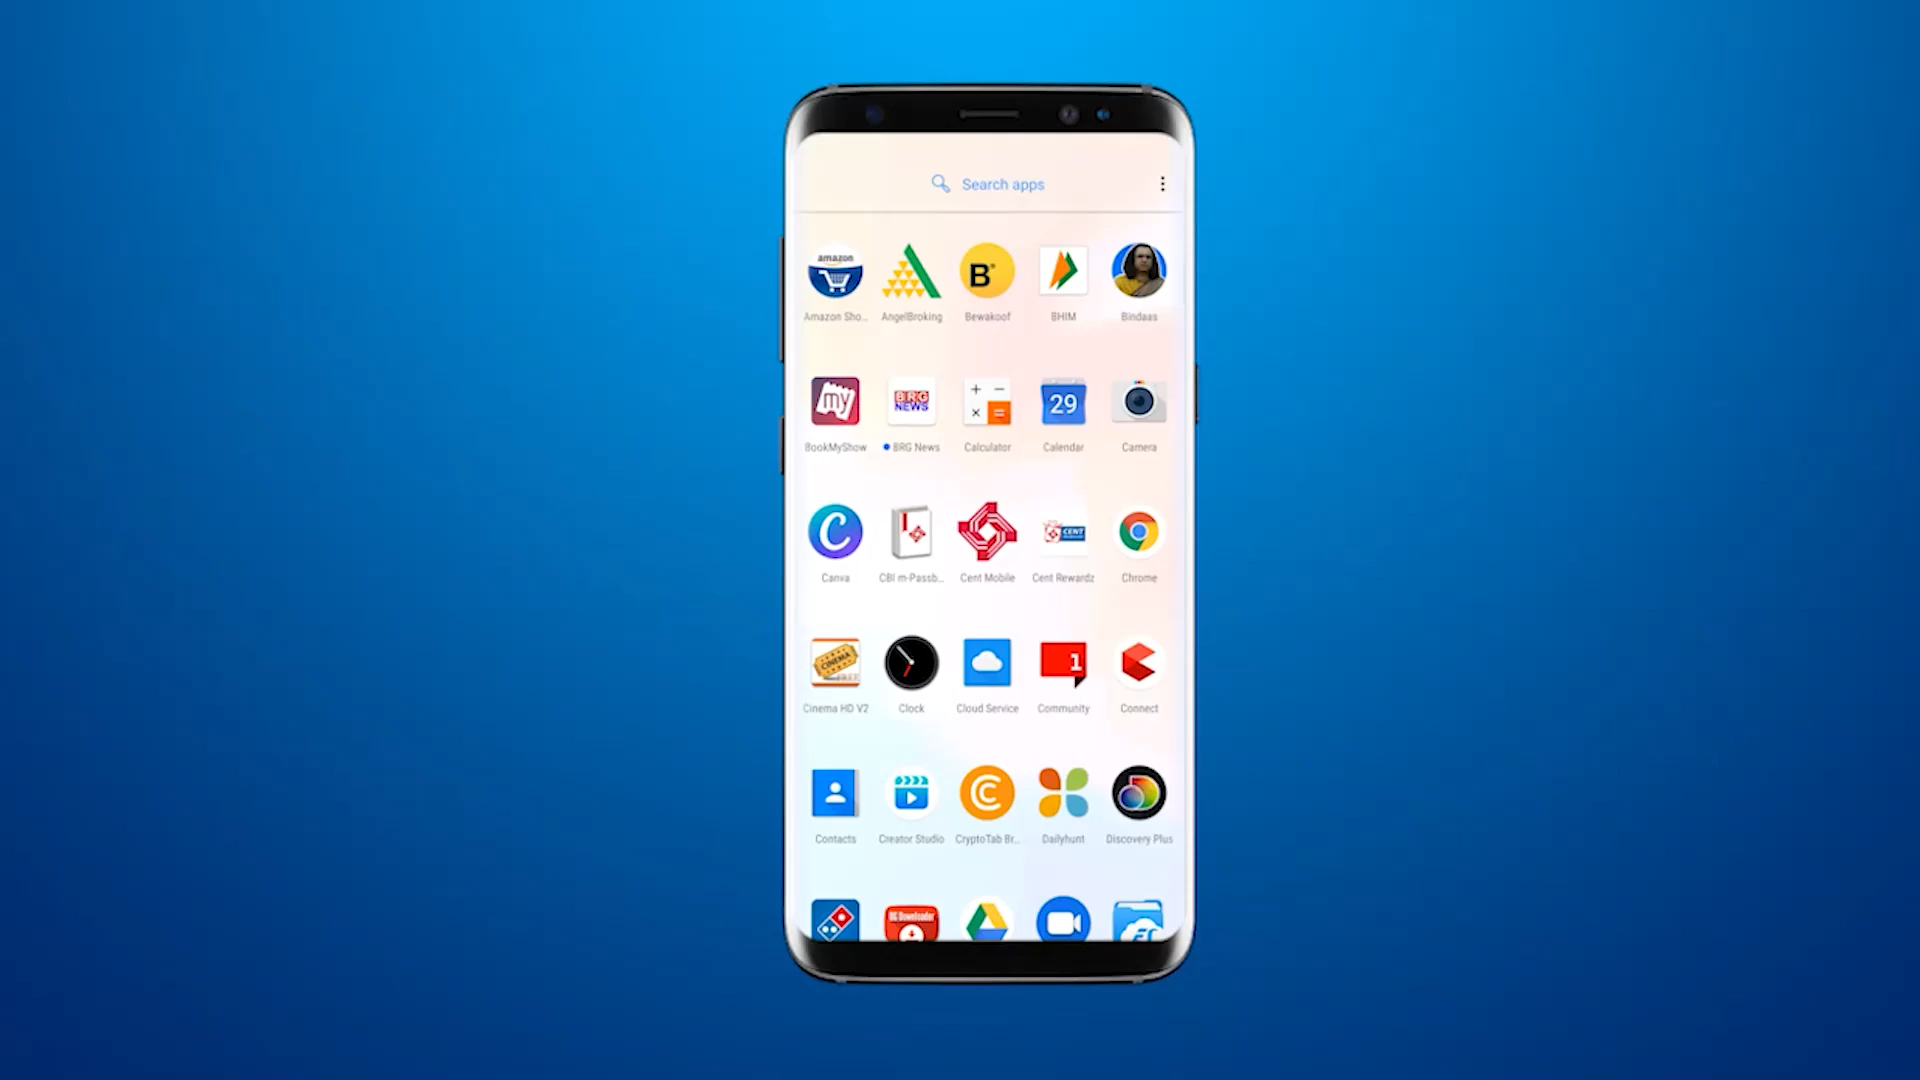 Search apps
amazon
B
Amazon Sho...
AngelBroking
Bewakoof
BHIM
Bindaas
my
BRG
NEWS
29
BookMyShow
BRG News
Calculator
Calendar
Camera
C
CENT
Canva
CBI m-Passb...
Cent Mobile
Cent Rewardz
Chrome
CINEMA
1
Cinema HD V2
Clock
Cloud Service
Community
Connect
Contacts
Creator Studio
CryptoTab Br...
Dailyhunt
Discovery Plus
BG Downloader